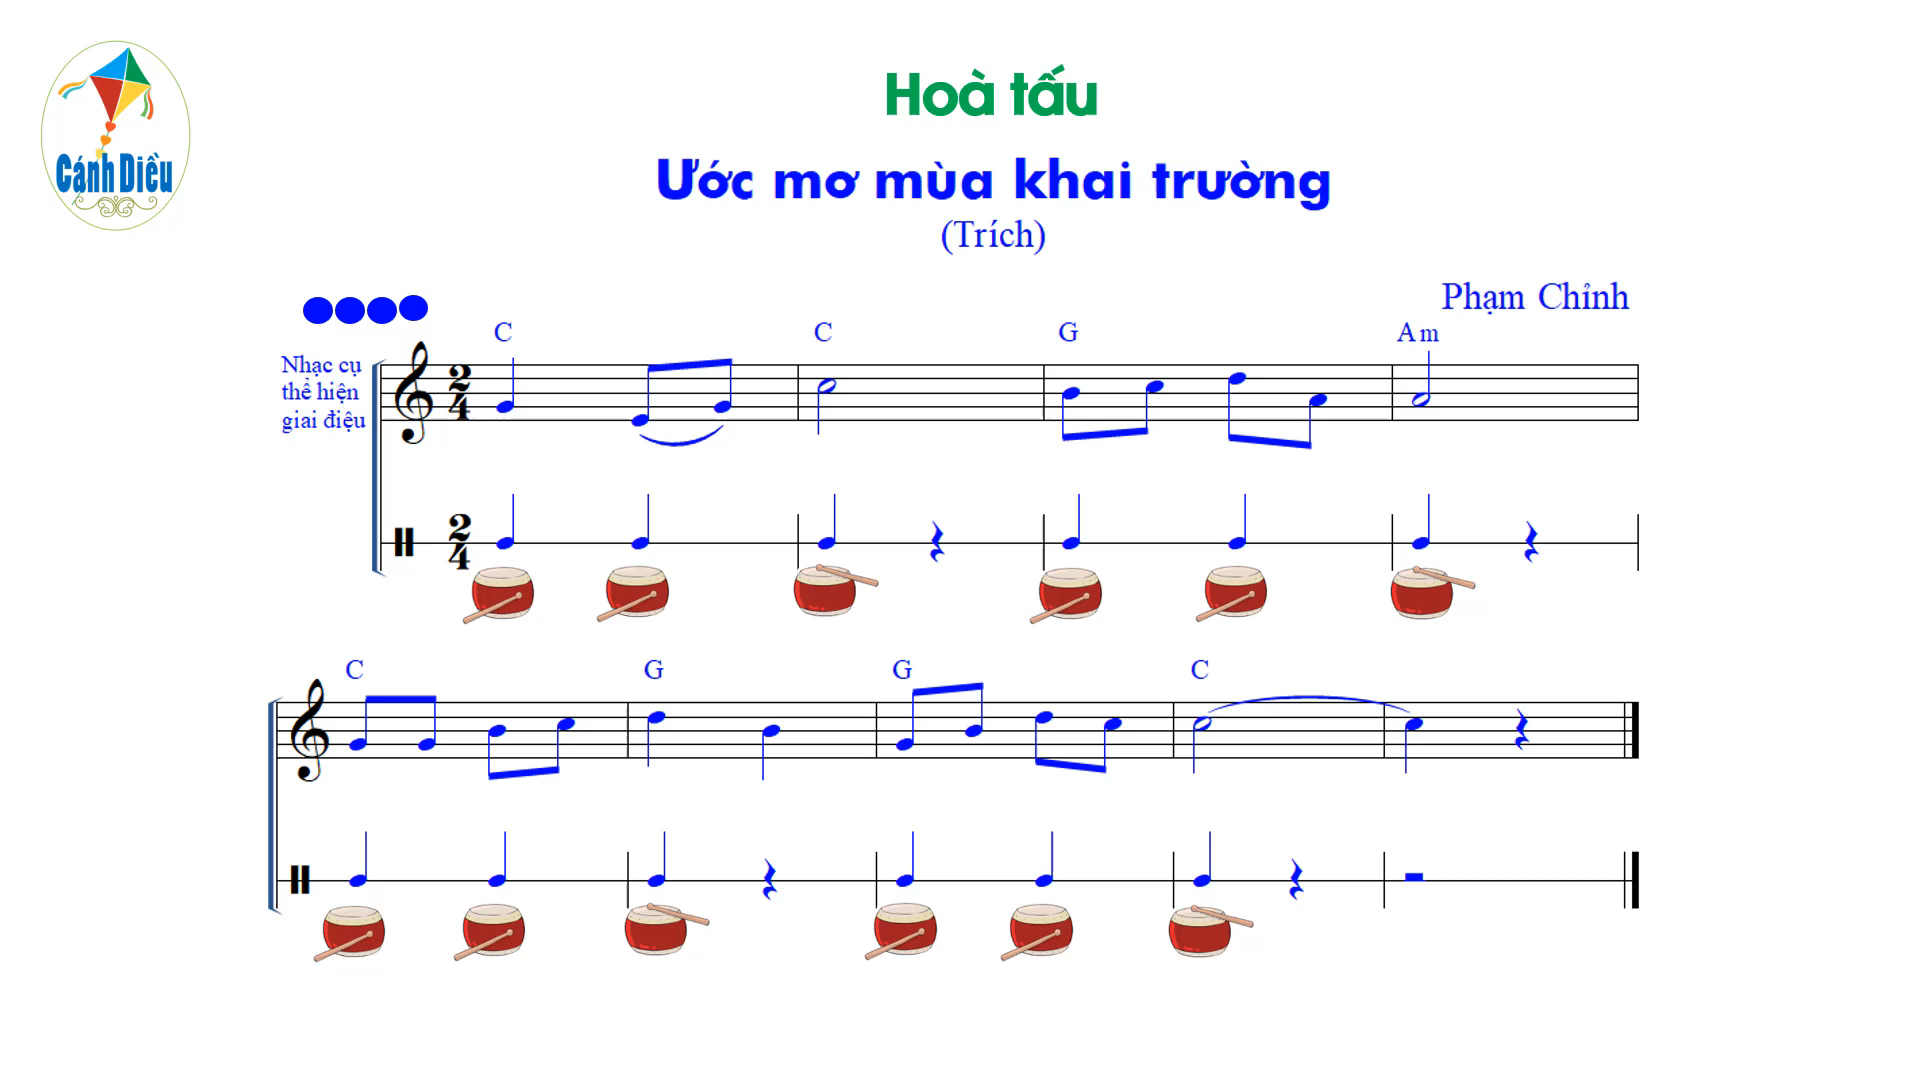 Cánh Diều
Hoà tấu
Ước mơ mùa khai trường
(Trích)
Phạm Chỉnh
C C G Am
Nhạc cụ
thể hiện
giai điệu
2
4
2
4
C G G C